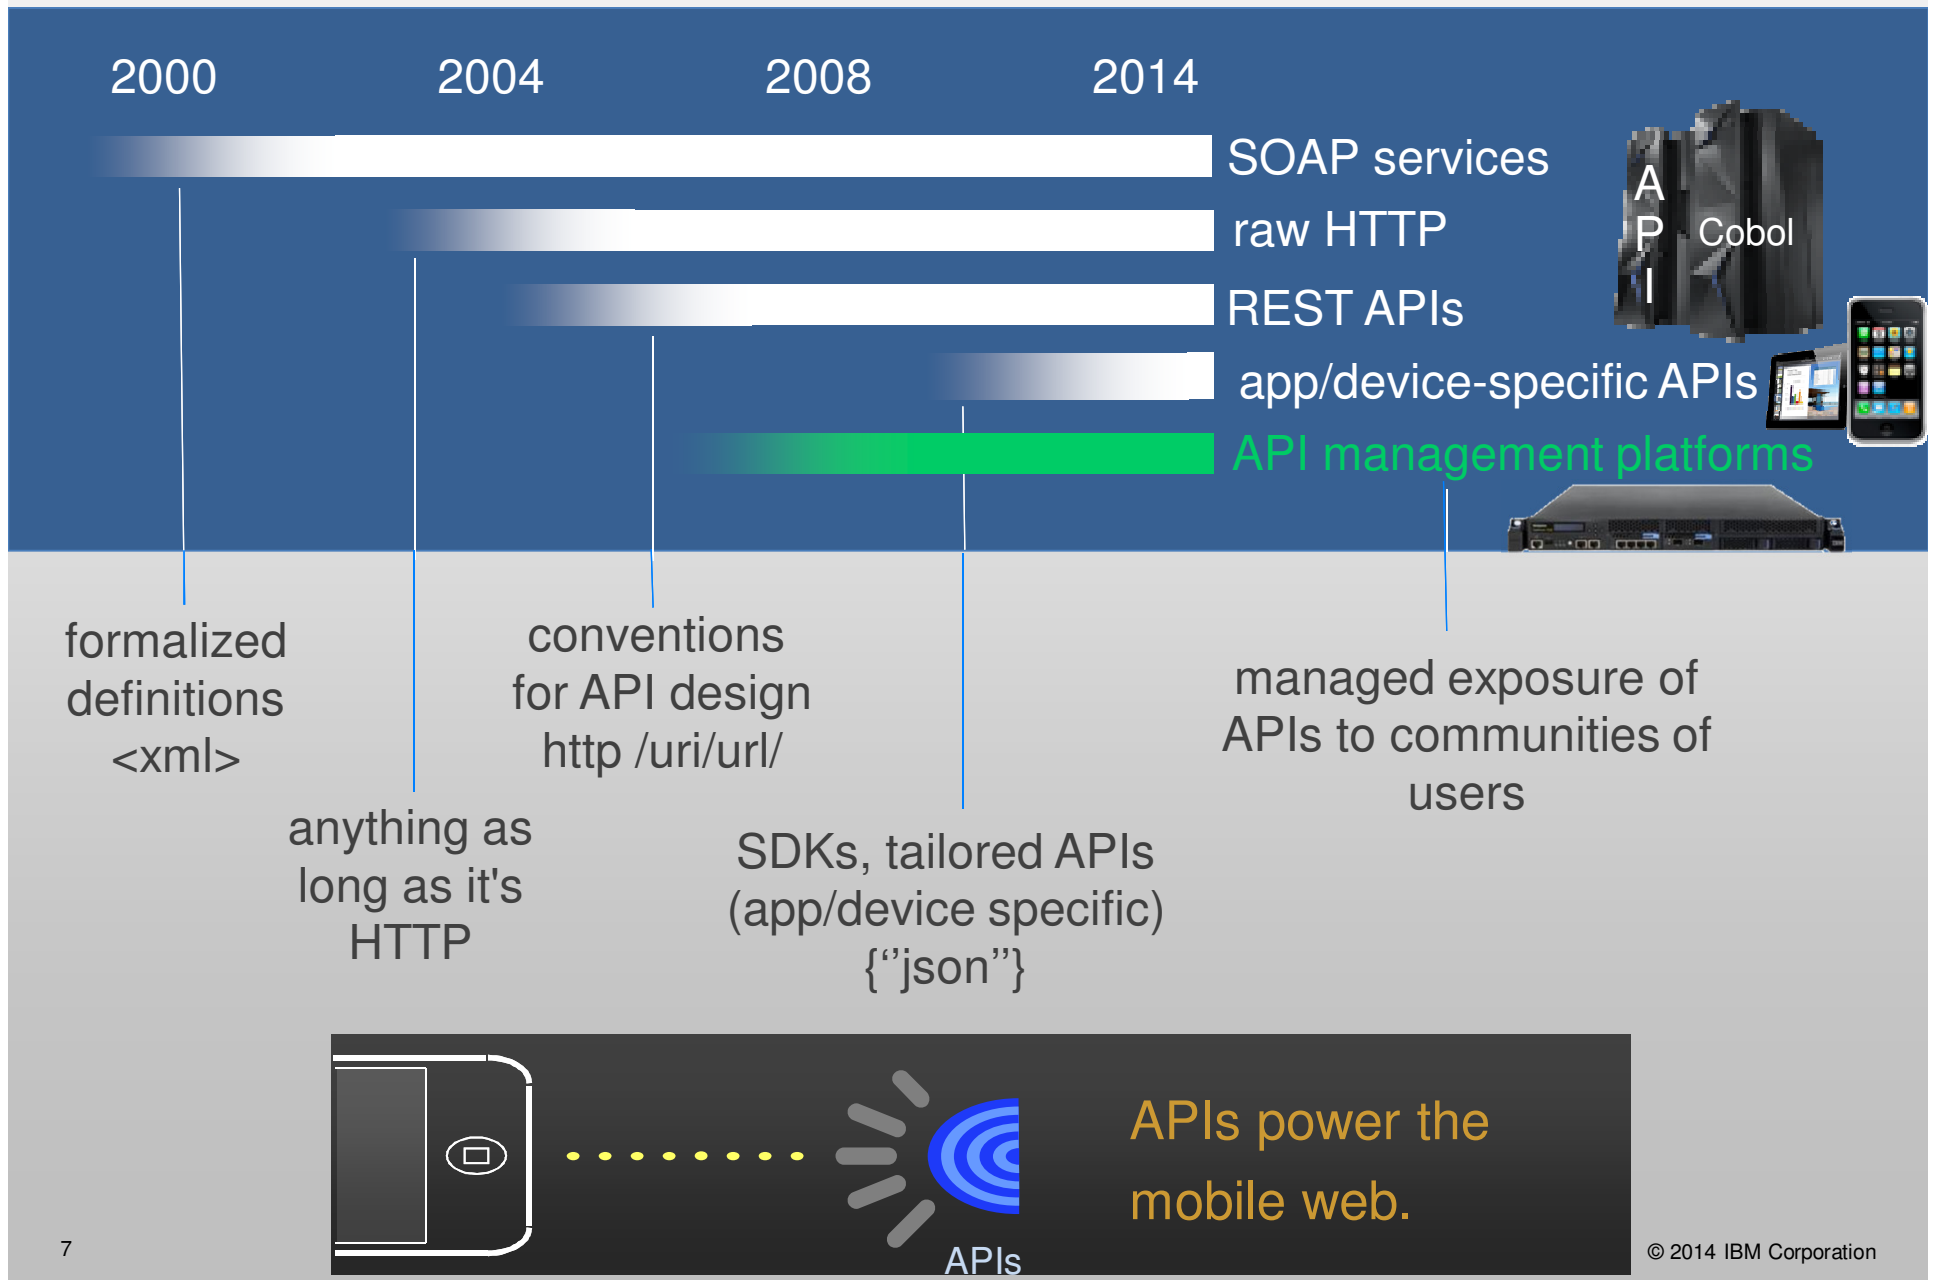 2000 2004 2008 2014
SOAP services
raw HTTP
REST APIs
app/device-specific APIs
API management platforms
A
P
I
Cobol
formalized
definitions
<xml>
anything as
long as it's
HTTP
conventions
for API design
http /uri/url/
SDKs, tailored APIs
(app/device specific)
{‘’json’’}
managed exposure of
APIs to communities of
users
APIs
APIs power the
mobile web.
7
© 2014 IBM Corporation